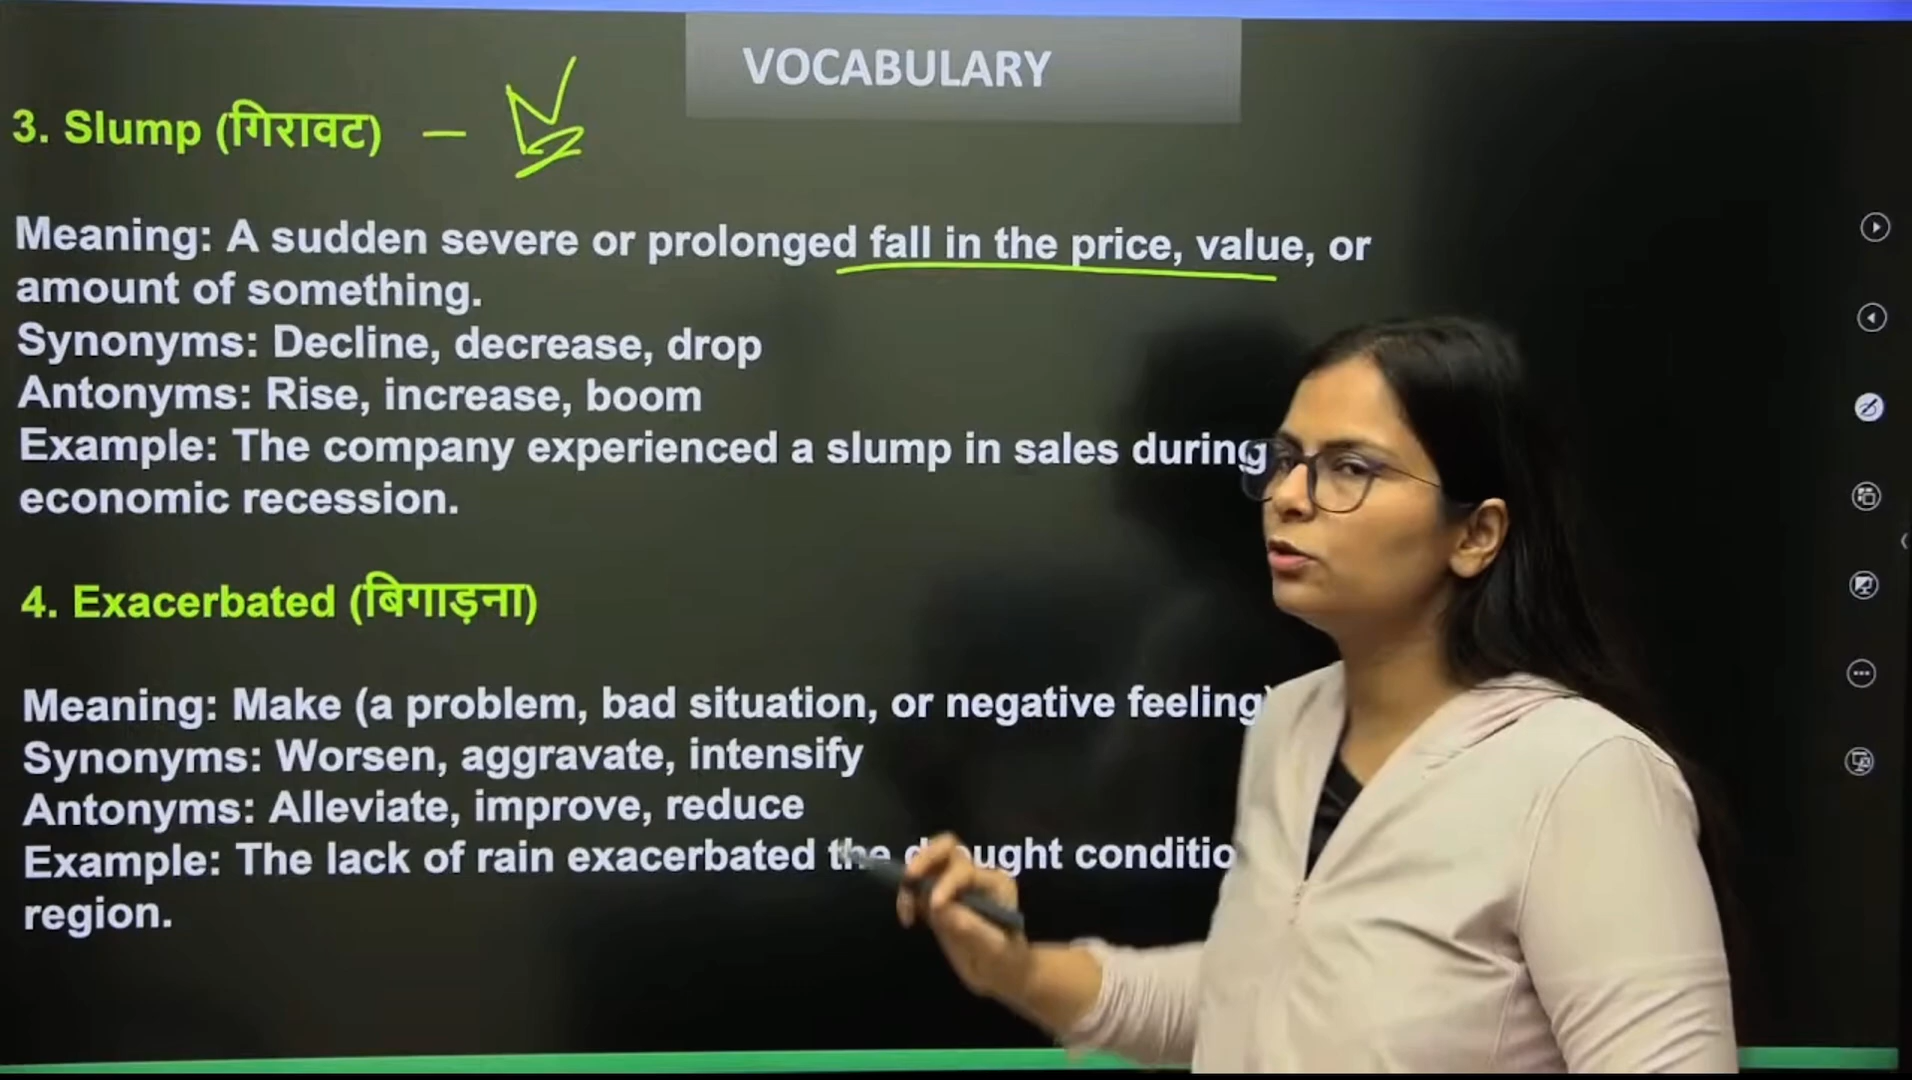 VOCABULARY
3. Slump (गिरावट) –
Meaning: A sudden severe or prolonged fall in the price, value, or
amount of something.
Synonyms: Decline, decrease, drop
Antonyms: Rise, increase, boom
Example: The company experienced a slump in sales during
economic recession.
4. Exacerbated (बिगाड़ना)
Meaning: Make (a problem, bad situation, or negative feeling)
Synonyms: Worsen, aggravate, intensify
Antonyms: Alleviate, improve, reduce
Example: The lack of rain exacerbated the
region.